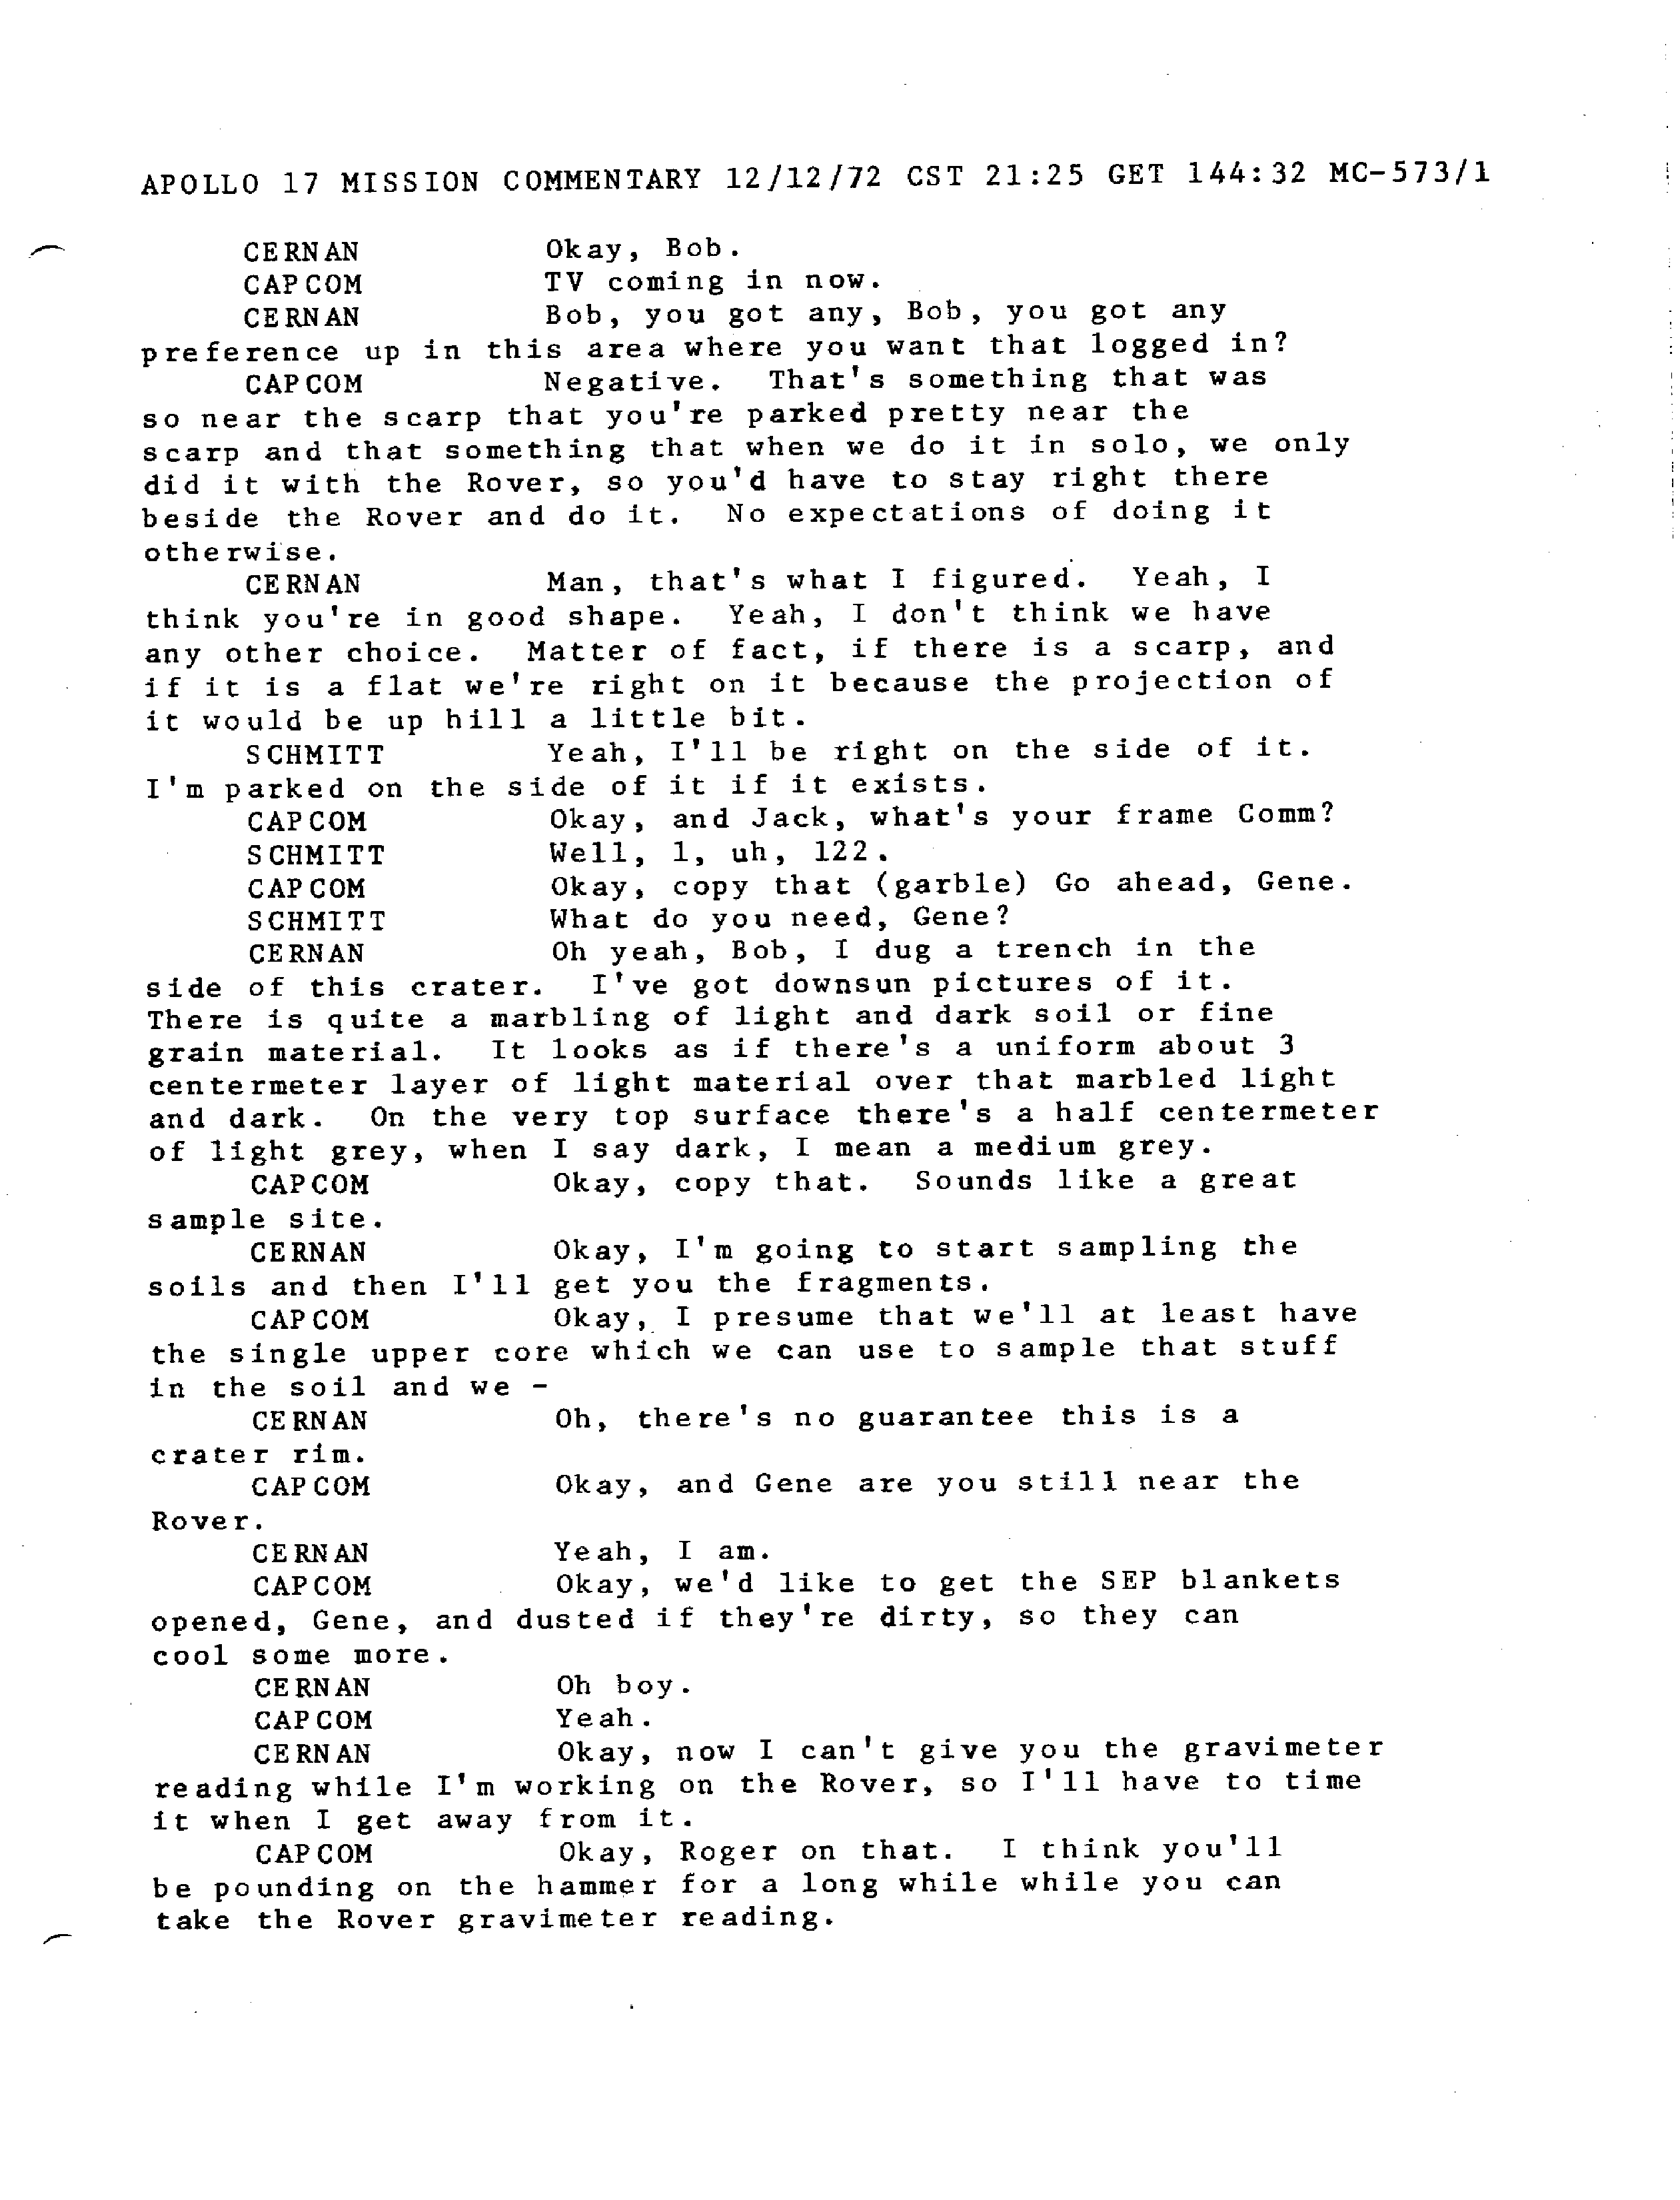 APOLLO 17 MISSION COMMENTARY 12/12/72 CST 21:25 GET 144:32 MC-573/1
CERNAN Okay, Bob.
CAPCOM TV coming in now.
CERNAN Bob, you got any, Bob, you got any
preference up in this area where you want that logged in?
CAPCOM Negative. That's something that was
so near the scarp that you're parked pretty near the
scarp and that something that when we do it in solo, we only
did it with the Rover, so you'd have to stay right there
beside the Rover and do it. No expectations of doing it
otherwise.
CERNAN Man, that's what I figured. Yeah, I
think you're in good shape. Yeah, I don't think we have
any other choice. Matter of fact, if there is a scarp, and
if it is a flat we're right on it because the projection of
it would be up hill a little bit.
SCHMITT Yeah, I'll be right on the side of it.
I'm parked on the side of it if it exists.
CAPCOM Okay, and Jack, what's your frame Comm?
SCHMITT Well, 1, uh, 122.
CAPCOM Okay, copy that (garble) Go ahead, Gene.
SCHMITT What do you need, Gene?
CERNAN Oh yeah, Bob, I dug a trench in the
side of this crater. I've got downsun pictures of it.
There is quite a marbling of light and dark soil or fine
grain material. It looks as if there's a uniform about 3
centermeter layer of light material over that marbled light
and dark. On the very top surface there's a half centermeter
of light grey, when I say dark, I mean a medium grey.
CAPCOM Okay, copy that. Sounds like a great
sample site.
CERNAN Okay, I'm going to start sampling the
soils and then I'll get you the fragments.
CAPCOM Okay, I presume that we'll at least have
the single upper core which we can use to sample that stuff
in the soil and we -
CERNAN Oh, there's no guarantee this is a
crater rim.
CAPCOM Okay, and Gene are you still near the
Rover.
CERNAN Yeah, I am.
CAPCOM Okay, we'd like to get the SEP blankets
opened, Gene, and dusted if they're dirty, so they can
cool some more.
CERNAN Oh boy.
CAPCOM Yeah.
CERNAN Okay, now I can't give you the gravimeter
reading while I'm working on the Rover, so I'll have to time
it when I get away from it.
CAPCOM Okay, Roger on that. I think you'll
be pounding on the hammer for a long while while you can
take the Rover gravimeter reading.